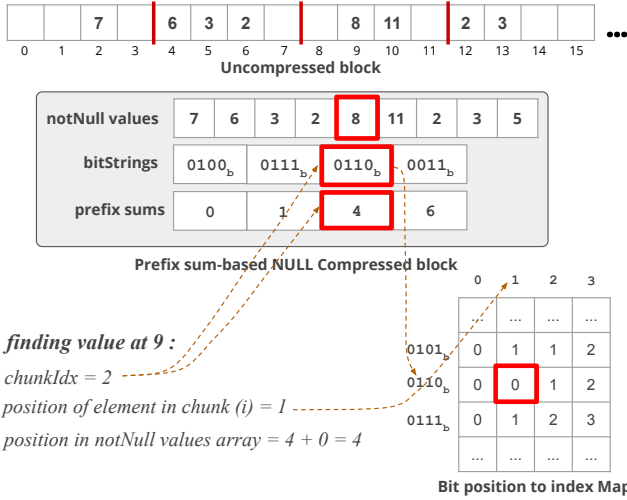 7 6 3 2 8 11 2 3 ...
0 1 2 3 4 5 6 7 8 9 10 11 12 13 14 15
Uncompressed block
notNull values 7 6 3 2 8 11 2 3 5
bitStrings 0100b 0111b 0110b 0011b
prefix sums 0 1 4 6
Prefix sum-based NULL Compressed block
0 1 2 3
... ... ... ...
finding value at 9 :
0101b 0 1 1 2
chunkIdx = 2
0110b 0 0 1 2
position of element in chunk (i) = 1
0111b 0 1 2 3
position in notNull values array = 4 + 0 = 4
... ... ... ...
Bit position to index Map